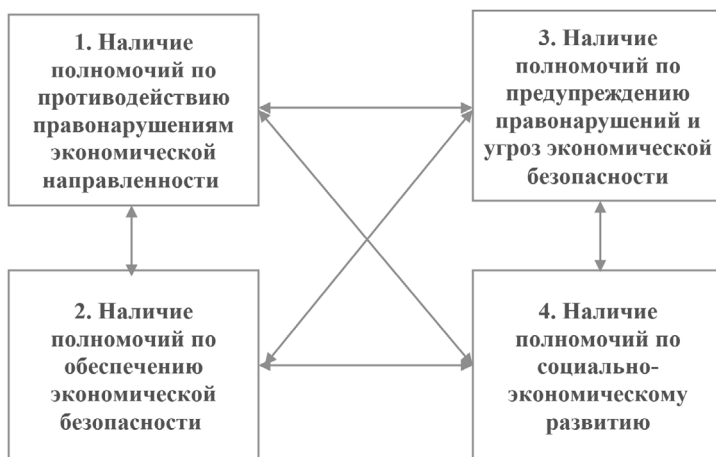 1. Наличие
полномочий по
противодействию
правонарушениям
экономической
направленности
3. Наличие
полномочий по
предупреждению
правонарушений и
угроз экономической
безопасности
2. Наличие
полномочий по
обеспечению
экономической
безопасности
4. Наличие
полномочий по
социально-
экономическому
развитию